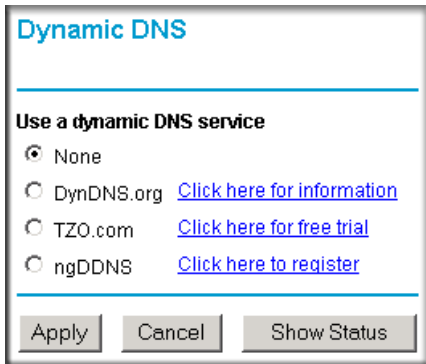 Dynamic DNS
Use a dynamic DNS service
None
DynDNS.org Click here for information
TZO.com Click here for free trial
ngDDNS Click here to register
Apply Cancel Show Status